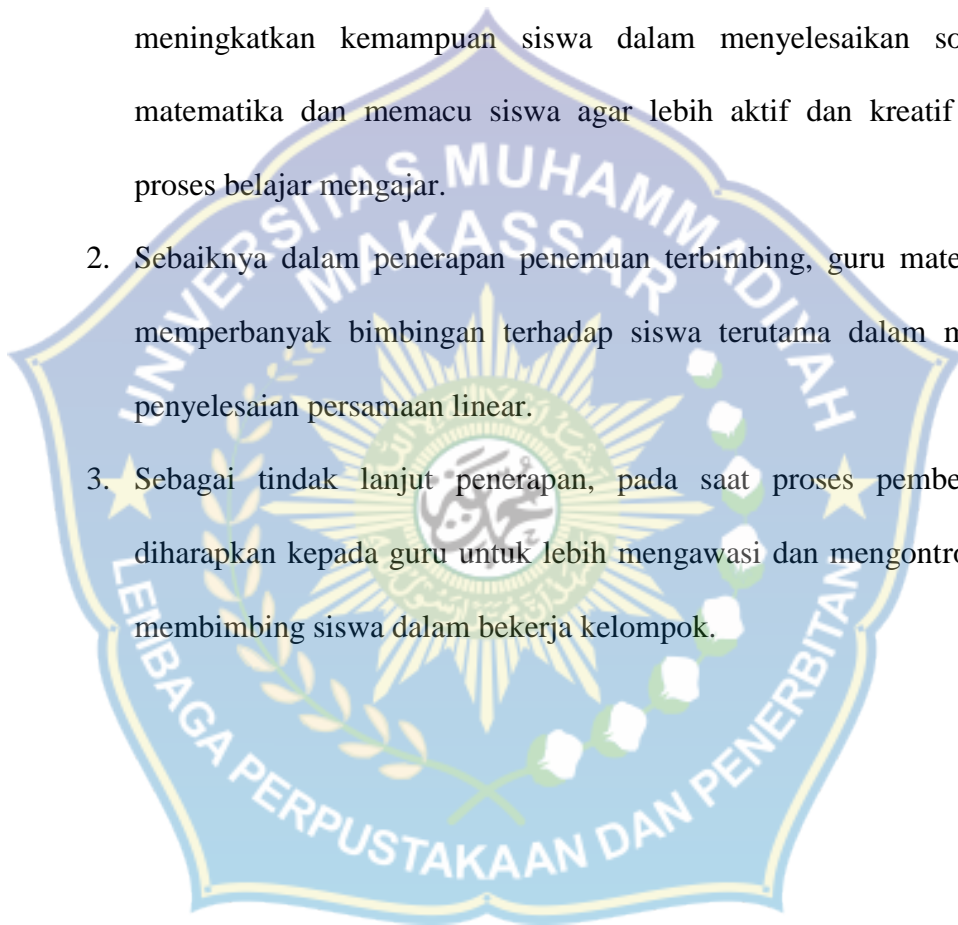 meningkatkan kemampuan siswa dalam menyelesaikan so
matematika dan memacu siswa agar lebih aktif dan kreatif
proses belajar mengajar.
2. Sebaiknya dalam penerapan penemuan terbimbing, guru mate
memperbanyak bimbingan terhadap siswa terutama dalam m
penyelesaian persamaan linear.
3. Sebagai tindak lanjut penerapan, pada saat proses pembe
diharapkan kepada guru untuk lebih mengawasi dan mengontro
membimbing siswa dalam bekerja kelompok.
UNIVERSITAS MUHAMMADIYAH
MAKASSAR
LEMBAGA PERPUSTAKAAN DAN PENERBITAN